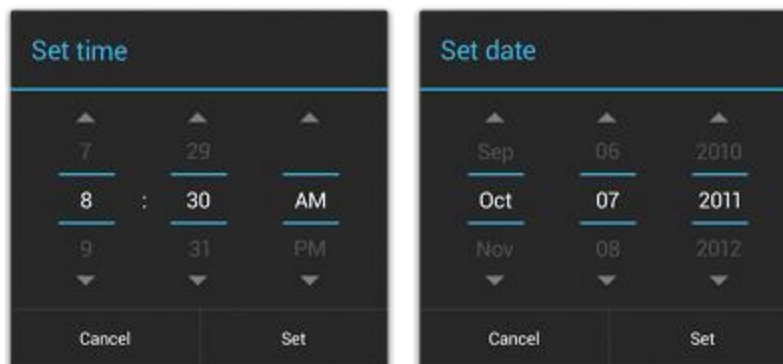 Set time
7 29
8 : 30 AM
9 31 PM
Cancel Set
Set date
Sep 06 2010
Oct 07 2011
Nov 08 2012
Cancel Set